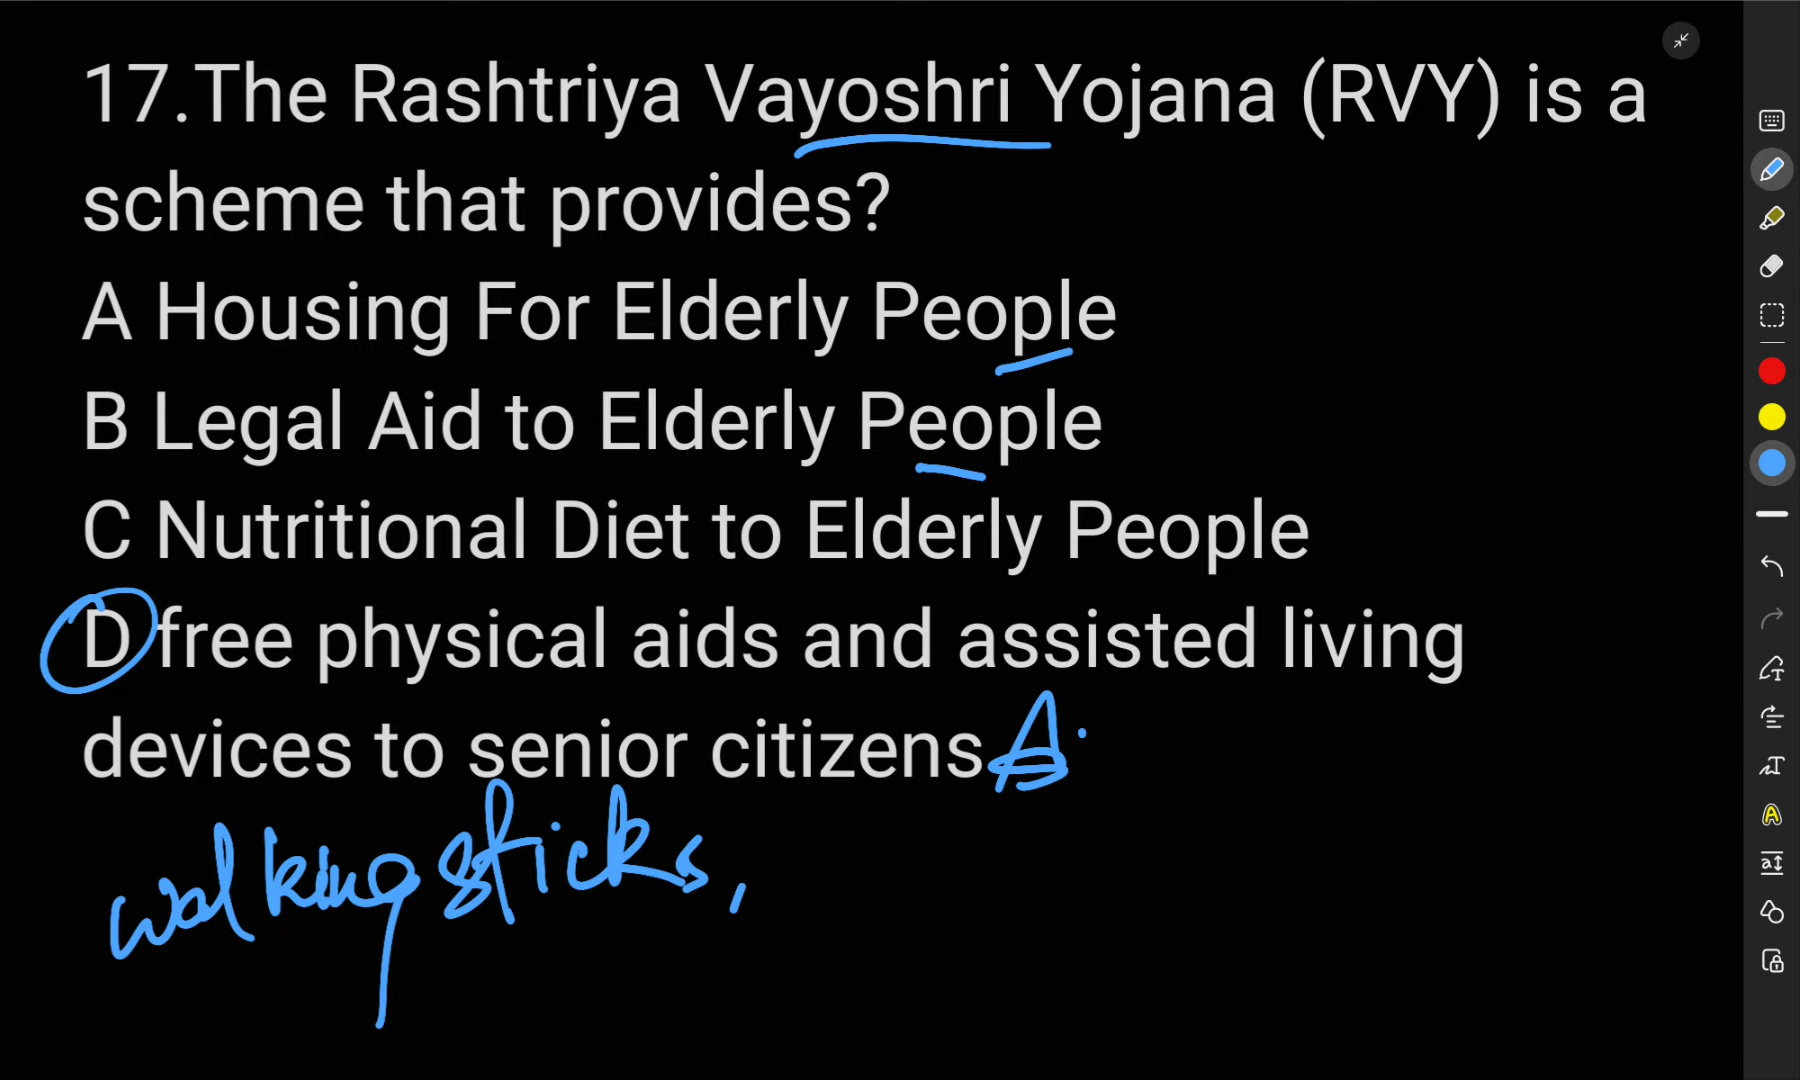 17.The Rashtriya Vayoshri Yojana (RVY) is a
scheme that provides?
A Housing For Elderly People
B Legal Aid to Elderly People
C Nutritional Diet to Elderly People
D free physical aids and assisted living
devices to senior citizens A.
walking sticks,